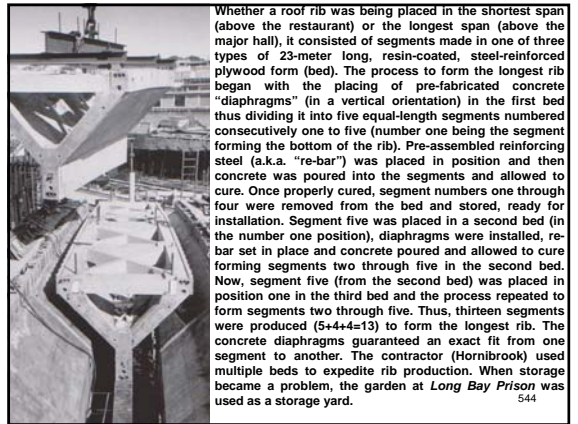 Whether a roof rib was being placed in the shortest span
(above the restaurant) or the longest span (above the
major hall), it consisted of segments made in one of three
types of 23-meter long, resin-coated, steel-reinforced
plywood form (bed). The process to form the longest rib
began with the placing of pre-fabricated concrete
“diaphragms” (in a vertical orientation) in the first bed
thus dividing it into five equal-length segments numbered
consecutively one to five (number one being the segment
forming the bottom of the rib). Pre-assembled reinforcing
steel (a.k.a. “re-bar”) was placed in position and then
concrete was poured into the segments and allowed to
cure. Once properly cured, segment numbers one through
four were removed from the bed and stored, ready for
installation. Segment five was placed in a second bed (in
the number one position), diaphragms were installed, re-
bar set in place and concrete poured and allowed to cure
forming segments two through five in the second bed.
Now, segment five (from the second bed) was placed in
position one in the third bed and the process repeated to
form segments two through five. Thus, thirteen segments
were produced (5+4+4=13) to form the longest rib. The
concrete diaphragms guaranteed an exact fit from one
segment to another. The contractor (Hornibrook) used
multiple beds to expedite rib production. When storage
became a problem, the garden at Long Bay Prison was
used as a storage yard.
544